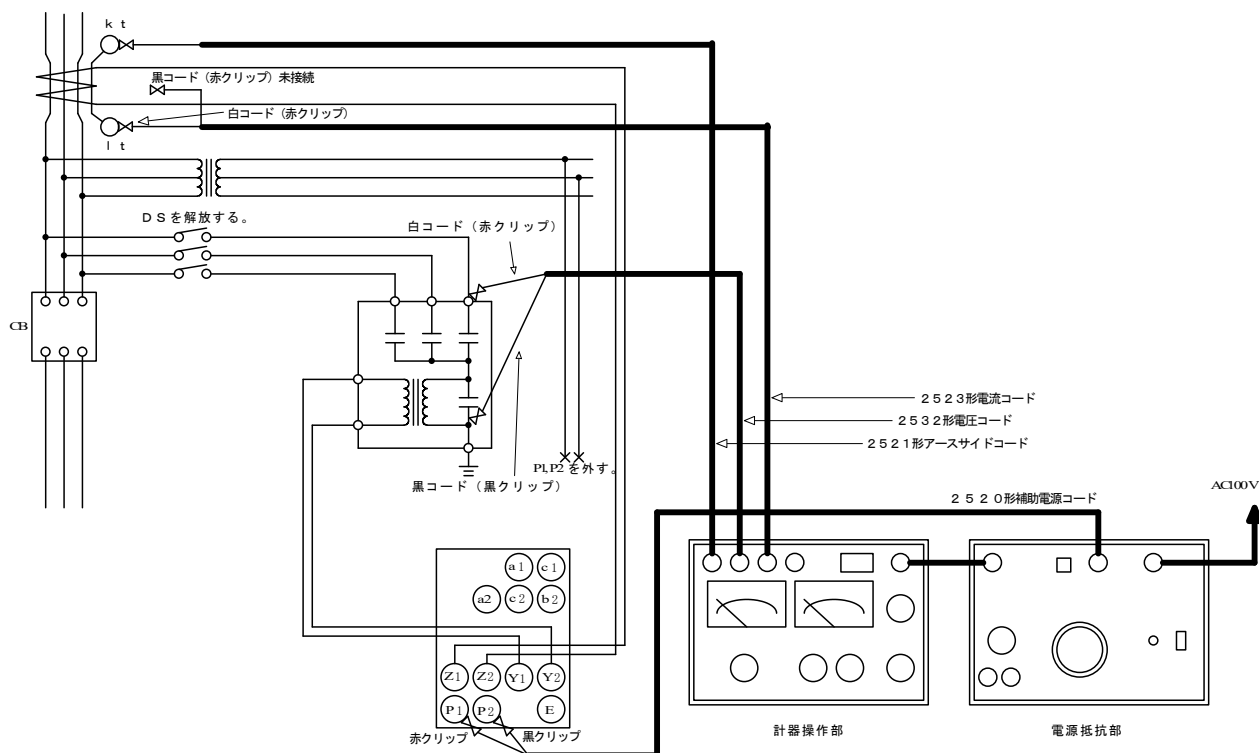 k t
黒コード（赤クリップ）未接続
白コード（赤クリップ）
l t
ＤＳを解放する。
白コード（赤クリップ）
CB
２５２３形電流コード
２５３２形電圧コード
２５２１形アースサイドコード
P1,P2を外す。
黒コード（黒クリップ）
２５２０形補助電源コード
AC100V
a1
c1
a2
c2
b2
Z1
Z2
Y1
Y2
P1
P2
E
赤クリップ
黒クリップ
計器操作部
電源抵抗部